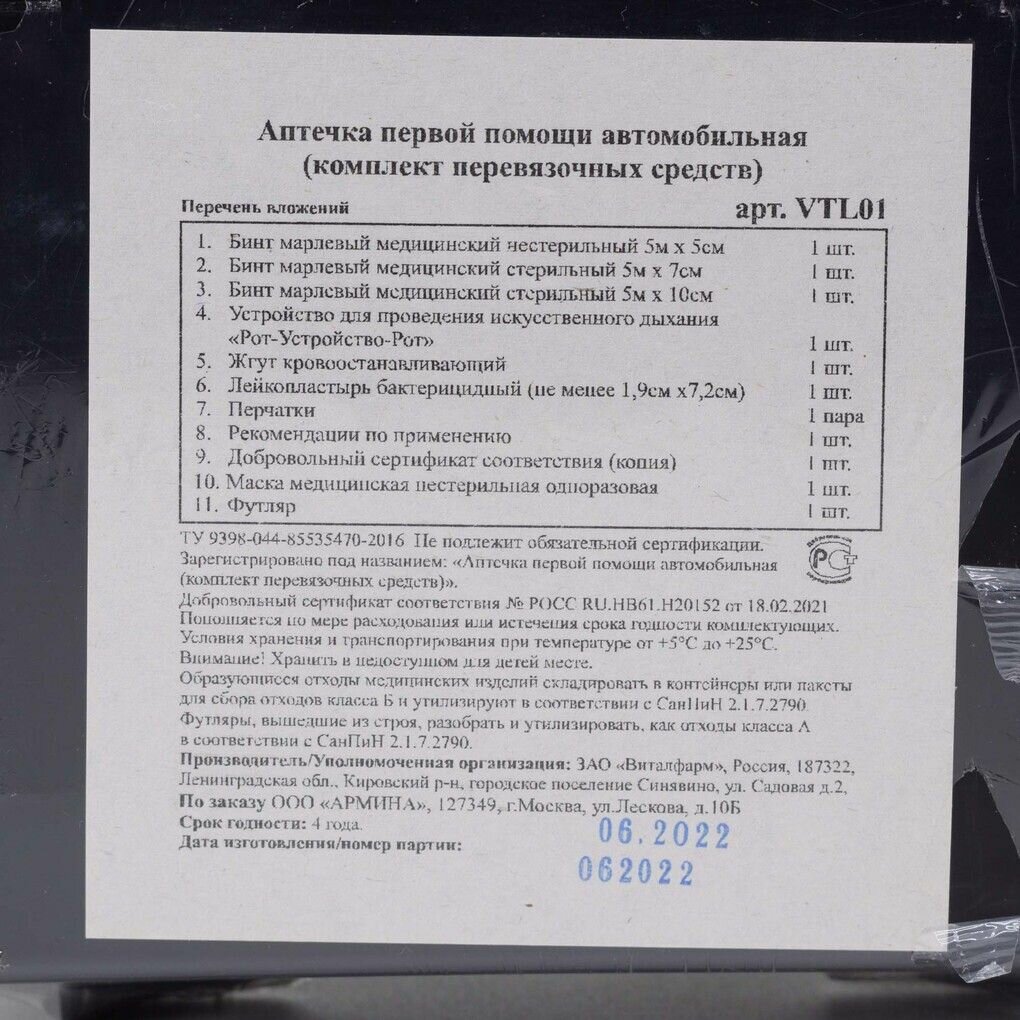 Аптечка первой помощи автомобильная
(комплект перевязочных средств)
Перечень вложений арт. VTL01
1. Бинт марлевый медицинский нестерильный 5м х 5см 1 шт.
2. Бинт марлевый медицинский стерильный 5м х 7см 1 шт.
3. Бинт марлевый медицинский стерильный 5м х 10см 1 шт.
4. Устройство для проведения искусственного дыхания
«Рот-Устройство-Рот» 1 шт.
5. Жгут кровоостанавливающий 1 шт.
6. Лейкопластырь бактерицидный (не менее 1,9см х7,2см) 1 шт.
7. Перчатки 1 пара
8. Рекомендации по применению 1 шт.
9. Добровольный сертификат соответствия (копия) 1 шт.
10. Маска медицинская нестерильная одноразовая 1 шт.
11. Футляр 1 шт.
ТУ 9398-044-85535470-2016 Не подлежит обязательной сертификации.
Зарегистрировано под названием: «Аптечка первой помощи автомобильная
(комплект перевязочных средств)».
Добровольный сертификат соответствия № РОСС RU.НВ61.Н20152 от 18.02.2021
Пополняется по мере расходования или истечения срока годности комплектующих.
Условия хранения и транспортирования при температуре от +5°С до +25°С.
Внимание! Хранить в недоступном для детей месте.
Образующиеся отходы медицинских изделий складировать в контейнеры или пакеты
для сбора отходов класса Б и утилизируют в соответствии с СанПиН 2.1.7.2790.
Футляры, вышедшие из строя, разобрать и утилизировать, как отходы класса А
в соответствии с СанПиН 2.1.7.2790.
Производитель/Уполномоченная организация: ЗАО «Виталфарм», Россия, 187322,
Ленинградская обл., Кировский р-н, городское поселение Синявино, ул. Садовая д.2,
По заказу ООО «АРМИНА», 127349, г.Москва, ул.Лескова, д.10Б
Срок годности: 4 года.
Дата изготовления/номер партии: 06.2022
062022